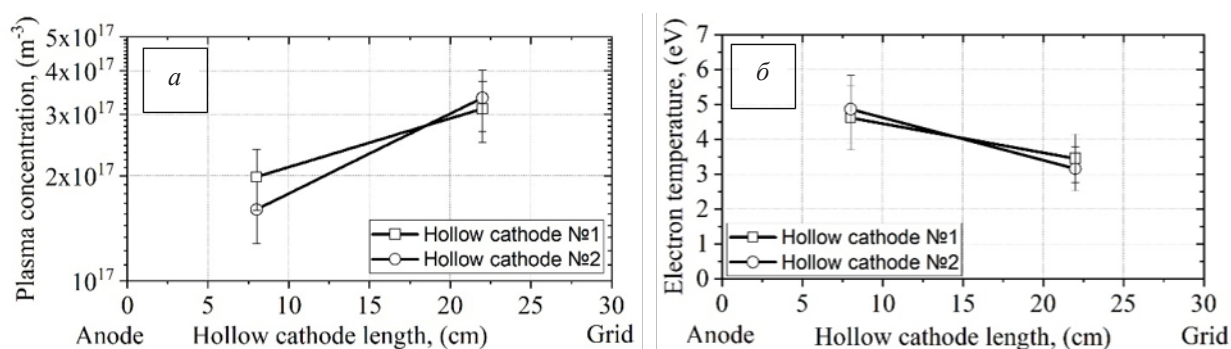 Plasma concentration, (m-3)
5x10^17
4x10^17
3x10^17
2x10^17
10^17
а
Hollow cathode №1
Hollow cathode №2
0 5 10 15 20 25 30
Anode Hollow cathode length, (cm) Grid
Electron temperature, (eV)
7
6
5
4
3
2
1
0
б
Hollow cathode №1
Hollow cathode №2
0 5 10 15 20 25 30
Anode Hollow cathode length, (cm) Grid